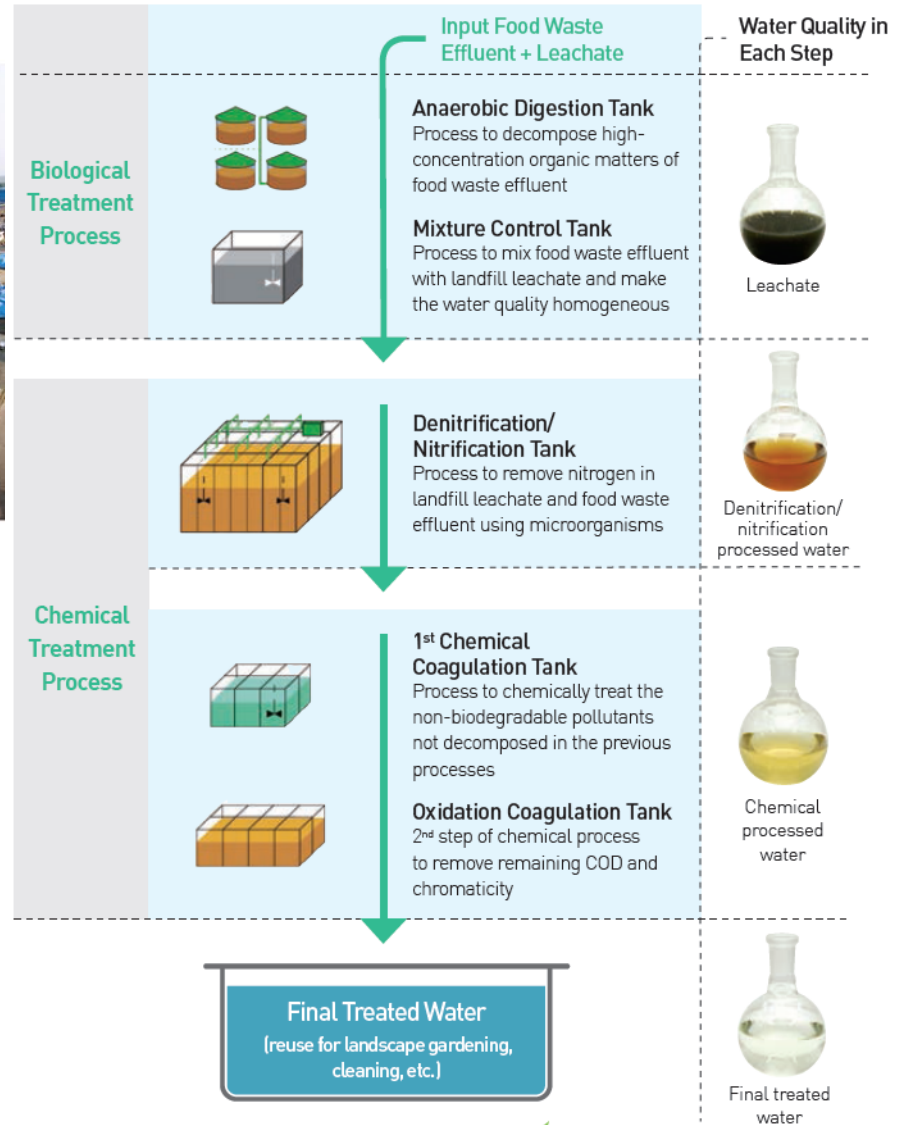 Input Food Waste
Effluent + Leachate
Water Quality in
Each Step
Biological
Treatment
Process
Anaerobic Digestion Tank
Process to decompose high-
concentration organic matters of
food waste effluent
Mixture Control Tank
Process to mix food waste effluent
with landfill leachate and make
the water quality homogeneous
Leachate
Chemical
Treatment
Process
Denitrification/
Nitrification Tank
Process to remove nitrogen in
landfill leachate and food waste
effluent using microorganisms
Denitrification/
nitrification
processed water
1st Chemical
Coagulation Tank
Process to chemically treat the
non-biodegradable pollutants
not decomposed in the previous
processes
Oxidation Coagulation Tank
2nd step of chemical process
to remove remaining COD and
chromaticity
Chemical
processed
water
Final Treated Water
(reuse for landscape gardening,
cleaning, etc.)
Final treated
water